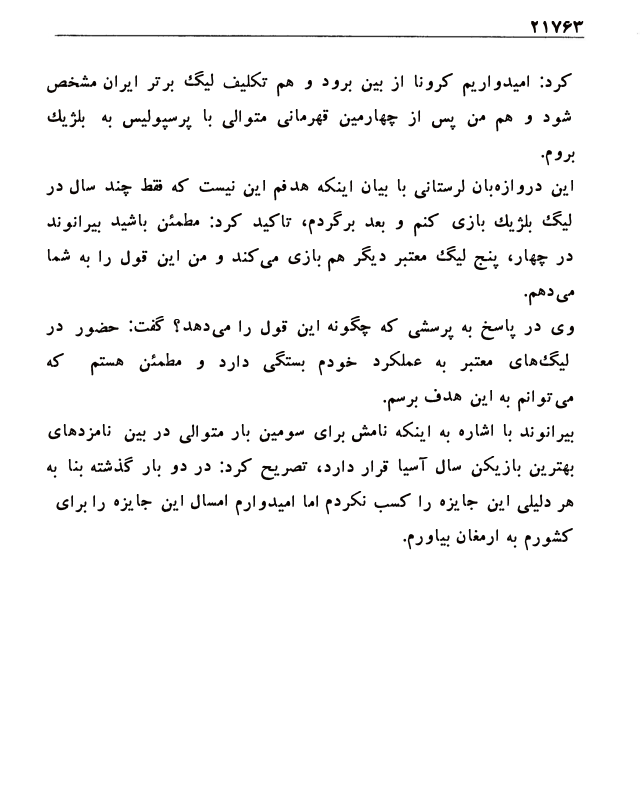 ۲۱۷۶۳
کرد: امیدواریم کرونا از بین برود و هم تکلیف لیگ برتر ایران مشخص
شود و هم من پس از چهارمین قهرمانی متوالی با پرسپولیس به بلژیك
بروم.
این دروازه‌بان لرستانی با بیان اینکه هدفم این نیست که فقط چند سال در
لیگ بلژیك بازی کنم و بعد برگردم، تاکید کرد: مطمئن باشید بیرانوند
در چهار، پنج لیگ معتبر دیگر هم بازی می‌کند و من این قول را به شما
می‌دهم.
وی در پاسخ به پرسشی که چگونه این قول را می‌دهد؟ گفت: حضور در
لیگ‌های معتبر به عملکرد خودم بستگی دارد و مطمئن هستم که
می‌توانم به این هدف برسم.
بیرانوند با اشاره به اینکه نامش برای سومین بار متوالی در بین نامزدهای
بهترین بازیکن سال آسیا قرار دارد، تصریح کرد: در دو بار گذشته بنا به
هر دلیلی این جایزه را کسب نکردم اما امیدوارم امسال این جایزه را برای
کشورم به ارمغان بیاورم.